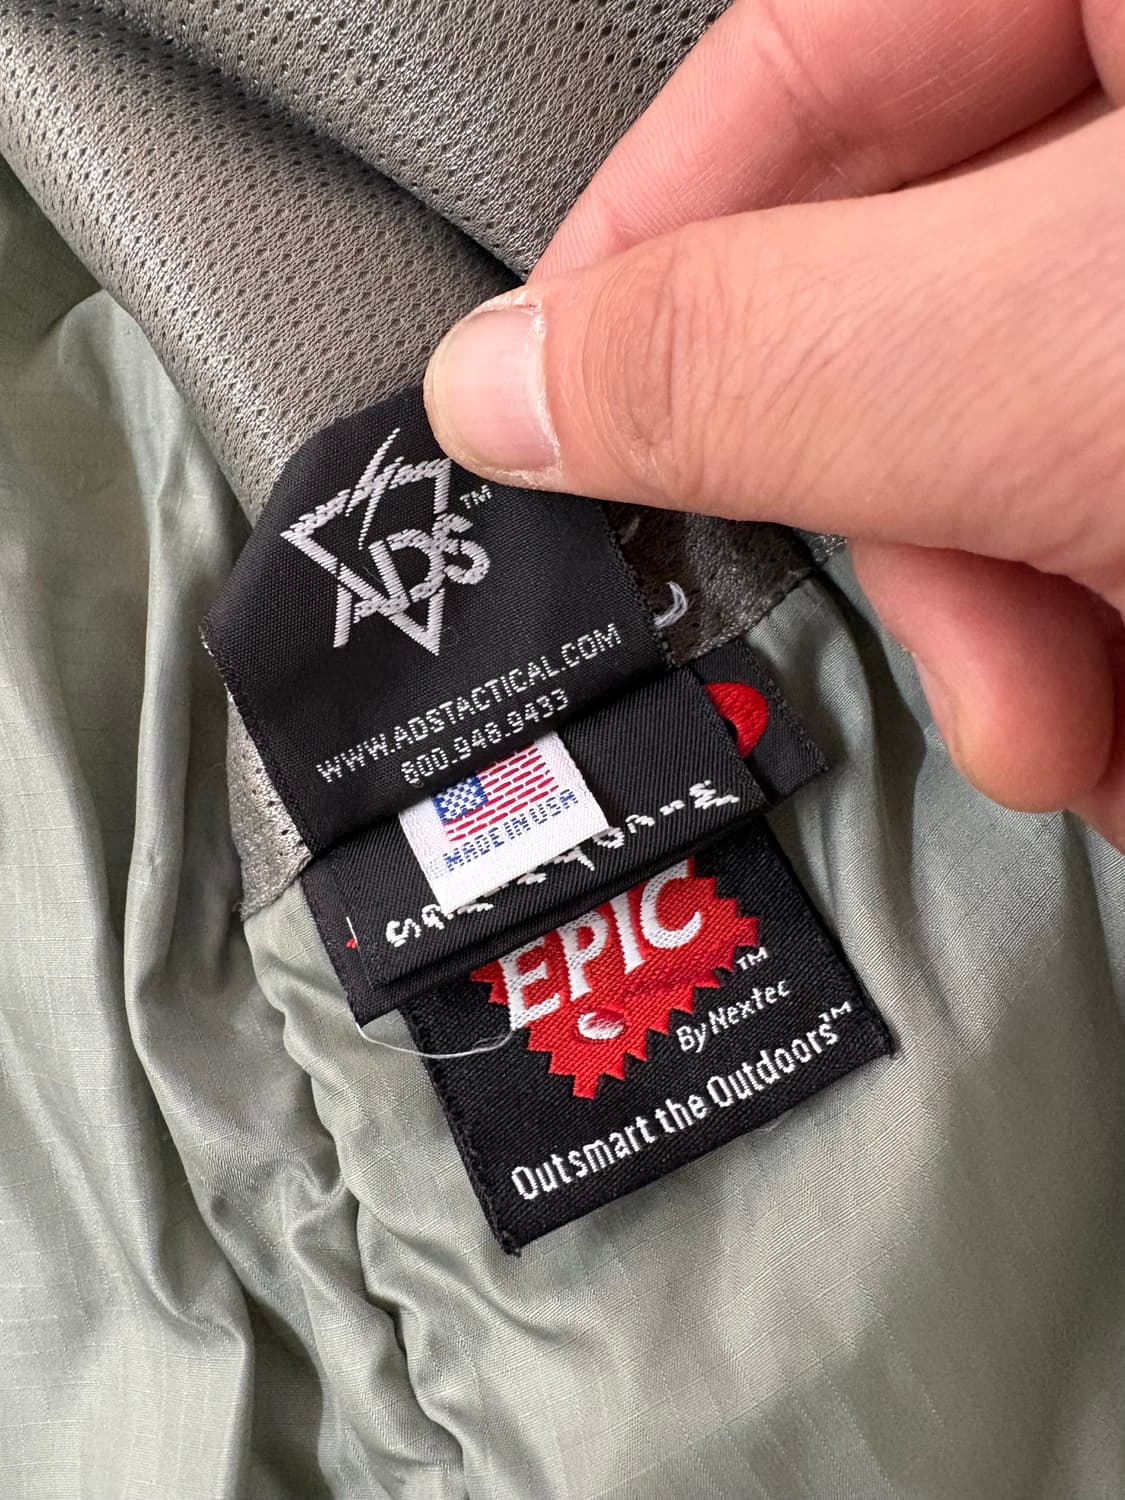 ADS™
WWW.ADSTACTICAL.COM
800.948.9433
MADE IN USA
EPIC™
By Nextec
Outsmart the Outdoors™